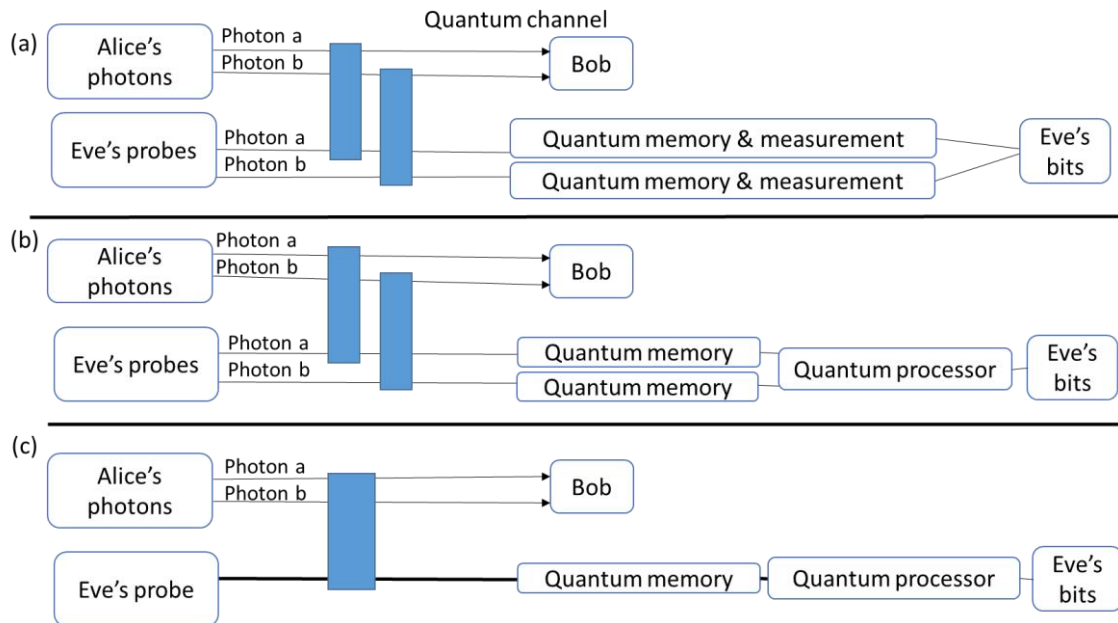 Quantum channel
(a)
Alice's
photons
Photon a
Photon b
Bob
Eve's probes
Photon a
Photon b
Quantum memory & measurement
Quantum memory & measurement
Eve's
bits
(b)
Alice's
photons
Photon a
Photon b
Bob
Eve's probes
Photon a
Photon b
Quantum memory
Quantum memory
Quantum processor
Eve's
bits
(c)
Alice's
photons
Photon a
Photon b
Bob
Eve's probe
Quantum memory
Quantum processor
Eve's
bits